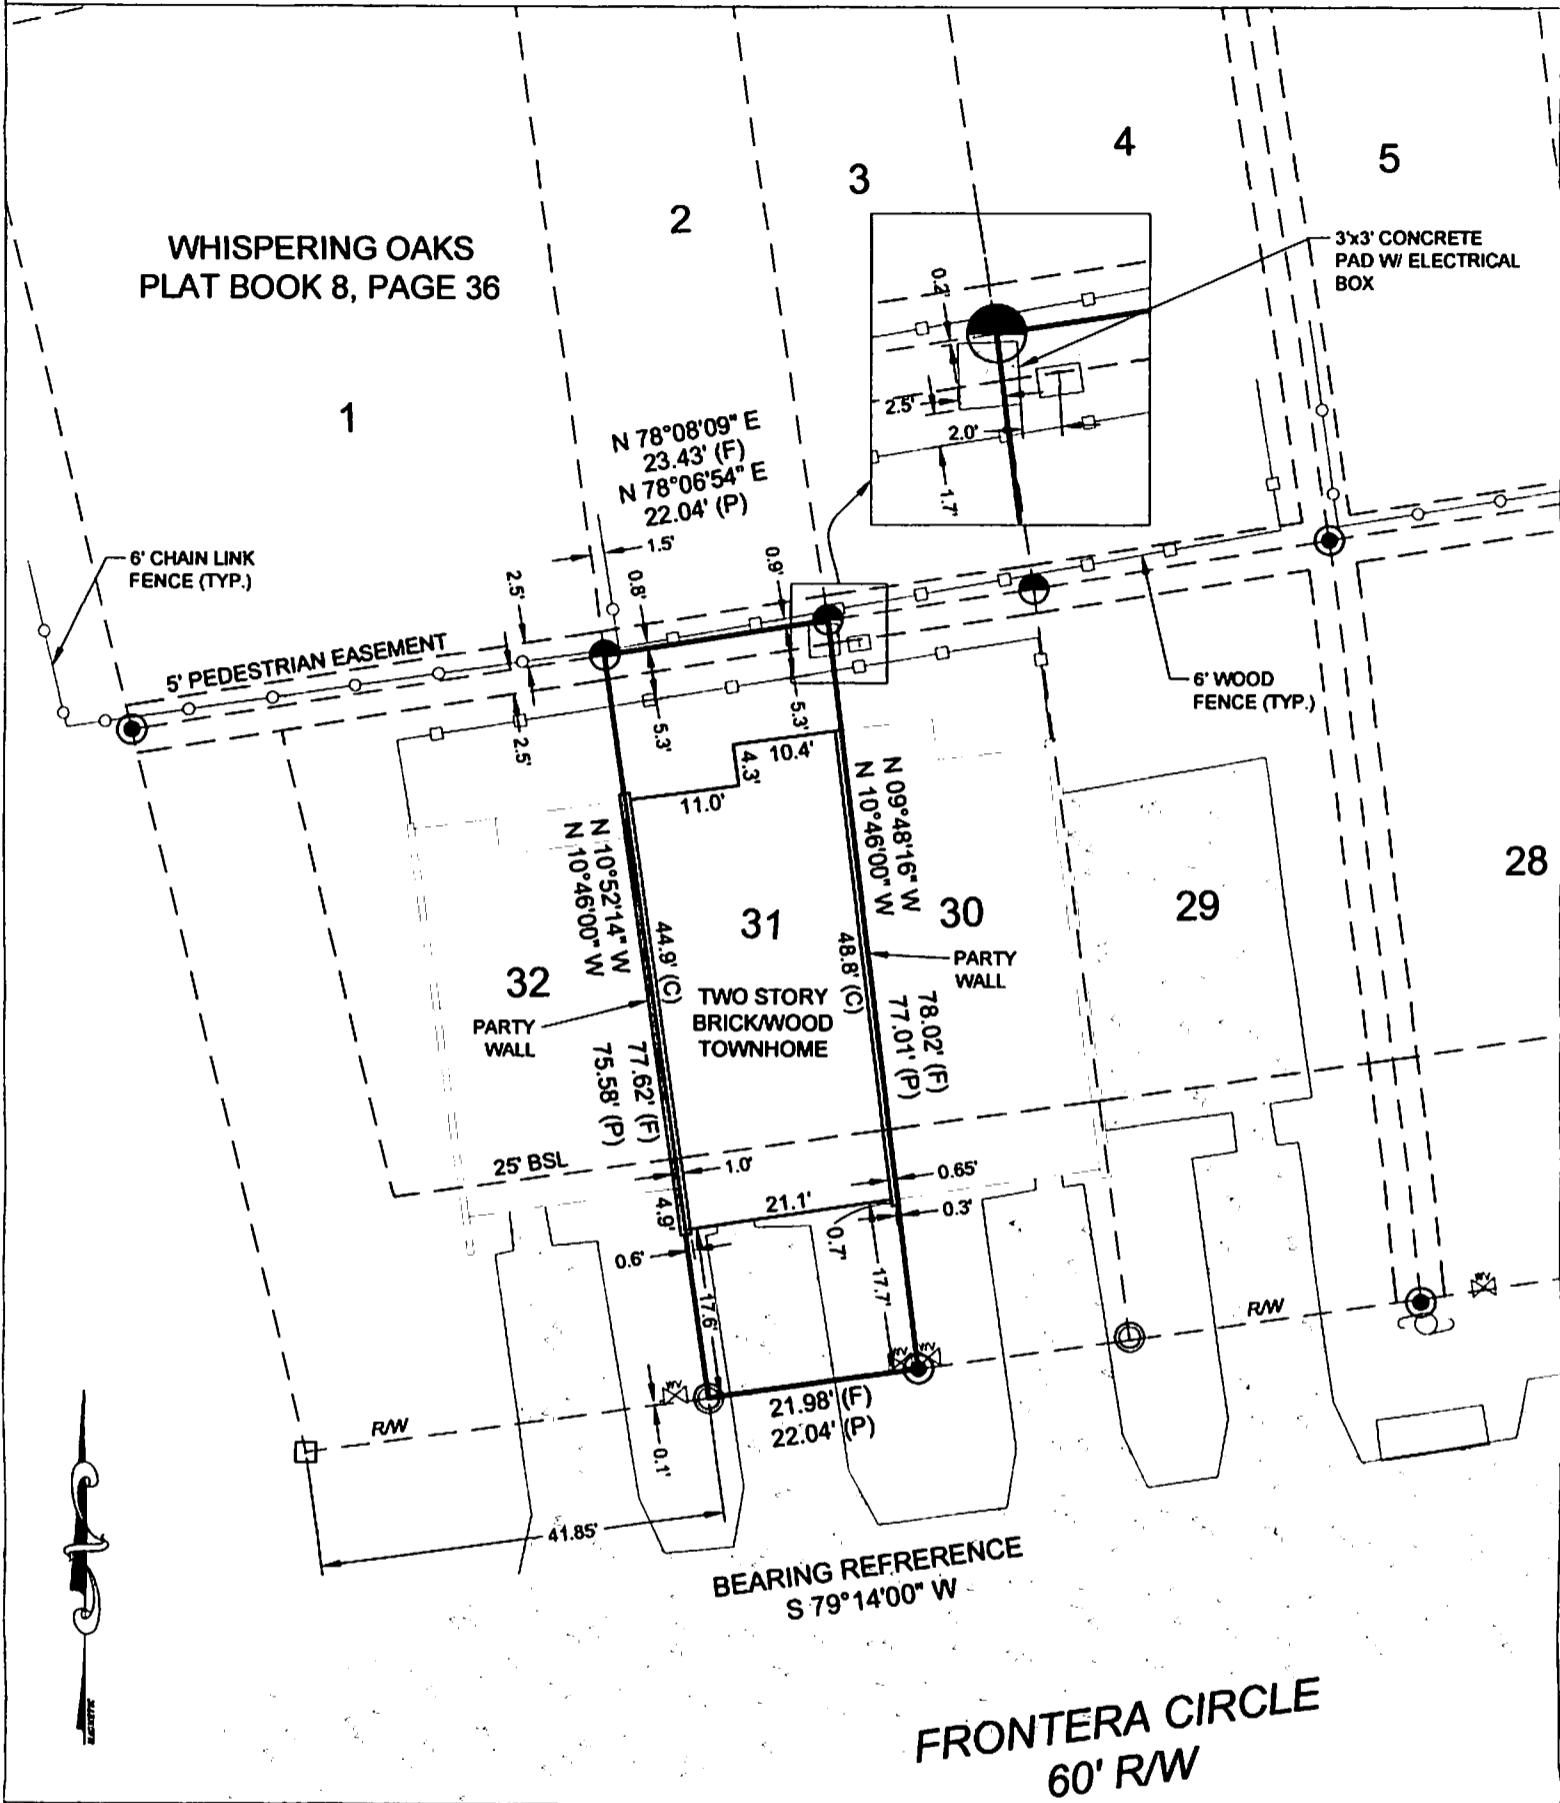 4
5
3
2
3'x3' CONCRETE
PAD W/ ELECTRICAL
BOX
WHISPERING OAKS
PLAT BOOK 8, PAGE 36
0.2'
2.5'
2.0'
1.7'
1
N 78°08'09" E
23.43' (F)
N 78°06'54" E
22.04' (P)
1.5'
6' CHAIN LINK
FENCE (TYP.)
2.5'
0.8'
0.9'
5' PEDESTRIAN EASEMENT
6' WOOD
FENCE (TYP.)
2.5'
5.3'
5.3'
10.4'
4.3'
11.0'
N 10°52'14" W
N 10°46'00" W
N 09°48'16" W
N 10°46'00" W
28
29
30
31
32
44.9' (C)
48.8' (C)
PARTY
WALL
PARTY
WALL
TWO STORY
BRICK/WOOD
TOWNHOME
77.62' (F)
75.58' (P)
78.02' (F)
77.01' (P)
25' BSL
1.0'
0.65'
21.1'
4.9'
0.3'
0.7'
0.6'
17.6'
17.7'
R/W
WV
WV
WV
WV
21.98' (F)
22.04' (P)
R/W
0.1'
41.85'
BEARING REFRERENCE
S 79°14'00" W
FRONTERA CIRCLE
60' R/W